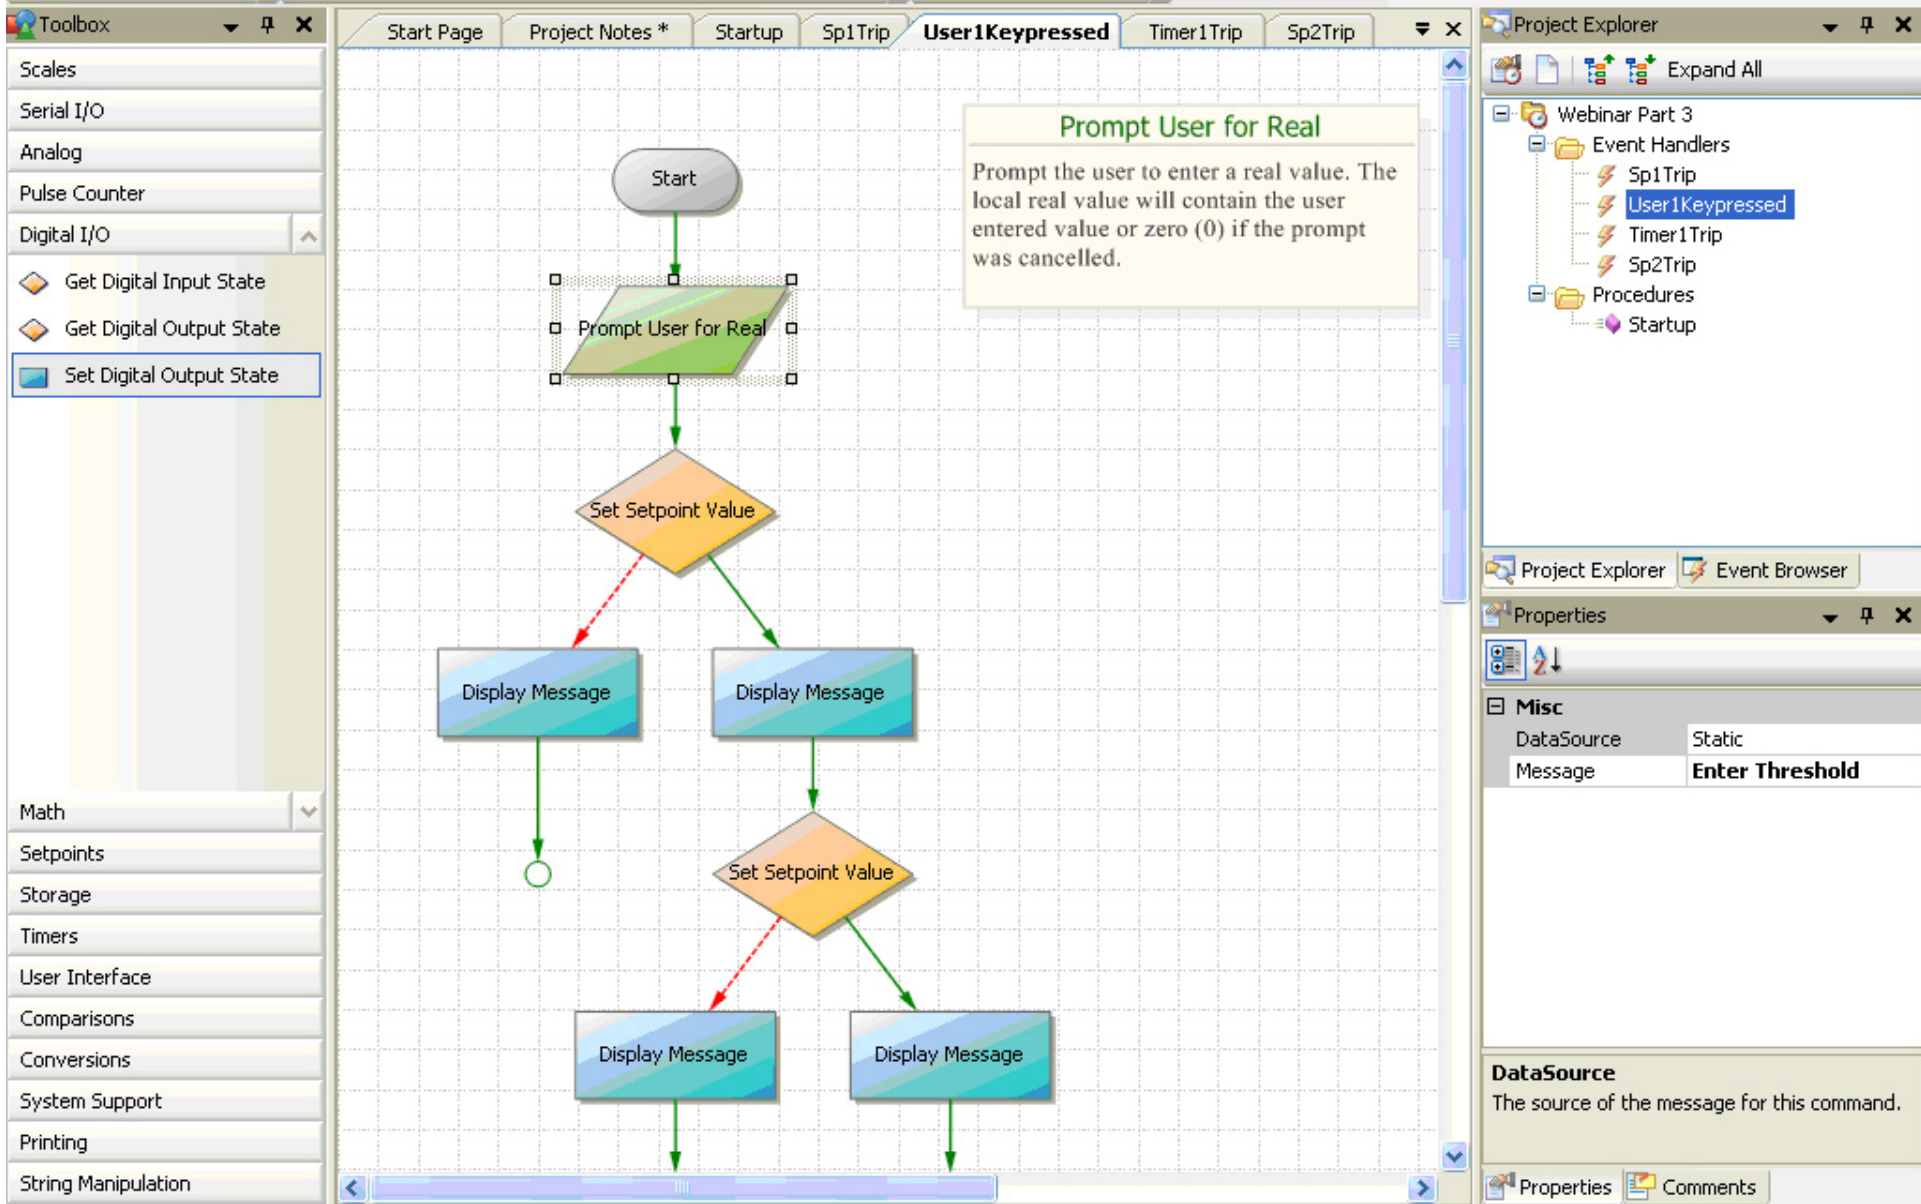 Toolbox
Scales
Serial I/O
Analog
Pulse Counter
Digital I/O
Get Digital Input State
Get Digital Output State
Set Digital Output State
Math
Setpoints
Storage
Timers
User Interface
Comparisons
Conversions
System Support
Printing
String Manipulation
Start Page
Project Notes *
Startup
Sp1Trip
User1Keypressed
Timer1Trip
Sp2Trip
Start
Prompt User for Real
Set Setpoint Value
Display Message
Display Message
Set Setpoint Value
Display Message
Display Message
Prompt User for Real
Prompt the user to enter a real value. The
local real value will contain the user
entered value or zero (0) if the prompt
was cancelled.
Project Explorer
Expand All
Webinar Part 3
Event Handlers
Sp1Trip
User1Keypressed
Timer1Trip
Sp2Trip
Procedures
Startup
Project Explorer
Event Browser
Properties
Misc
DataSource Static
Message Enter Threshold
DataSource
The source of the message for this command.
Properties
Comments